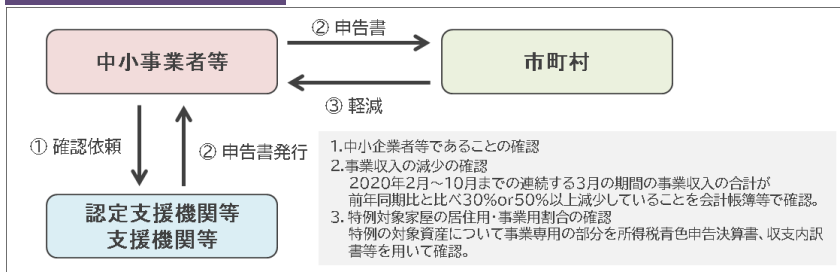 ② 申告書
中小事業者等
市町村
③ 軽減
① 確認依頼
② 申告書発行
認定支援機関等
支援機関等
1.中小企業者等であることの確認
2.事業収入の減少の確認
2020年2月～10月までの連続する3月の期間の事業収入の合計が
前年同期比と比べ30%or50%以上減少していることを会計帳簿等で確認。
3. 特例対象家屋の居住用・事業用割合の確認
特例の対象資産について事業専用の部分を所得税青色申告決算書、収支内訳
書等を用いて確認。